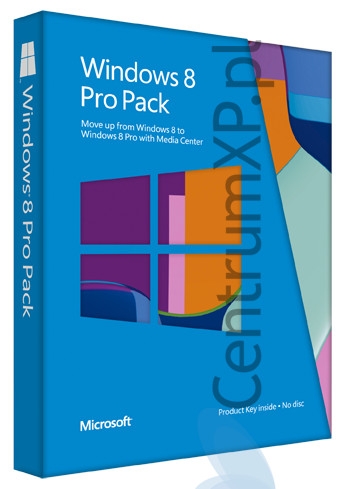 Windows 8
Pro Pack
Move up from Windows 8 to
Windows 8 Pro with Media Center
Windows 8 Pro Pack
CentrumXP.pl
Product Key inside • No disc
Microsoft